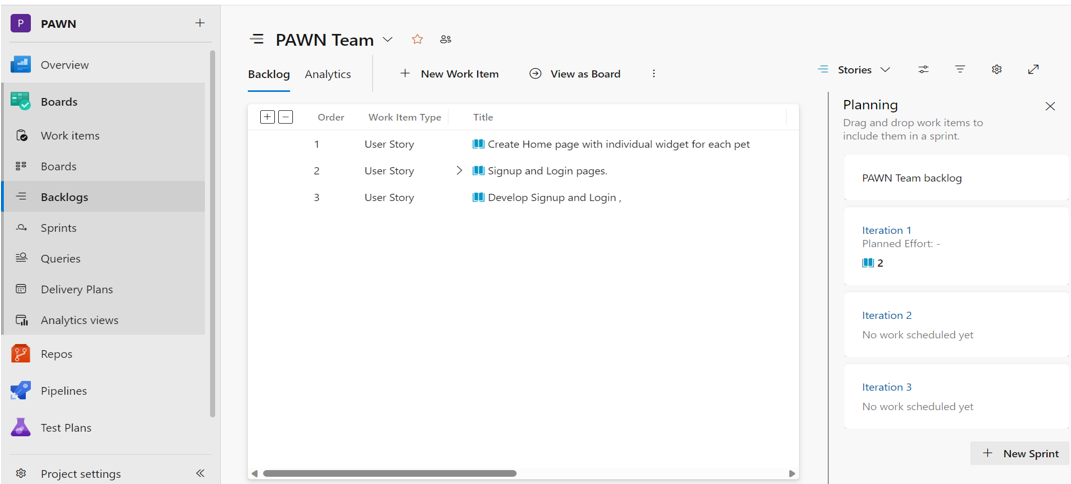 P PAWN
Overview
Boards
Work items
Boards
Backlogs
Sprints
Queries
Delivery Plans
Analytics views
Repos
Pipelines
Test Plans
Project settings
PAWN Team
Backlog Analytics New Work Item View as Board
Stories
Order Work Item Type Title
1 User Story Create Home page with individual widget for each pet
2 User Story Signup and Login pages.
3 User Story Develop Signup and Login ,
Planning
Drag and drop work items to
include them in a sprint.
PAWN Team backlog
Iteration 1
Planned Effort: -
2
Iteration 2
No work scheduled yet
Iteration 3
No work scheduled yet
New Sprint